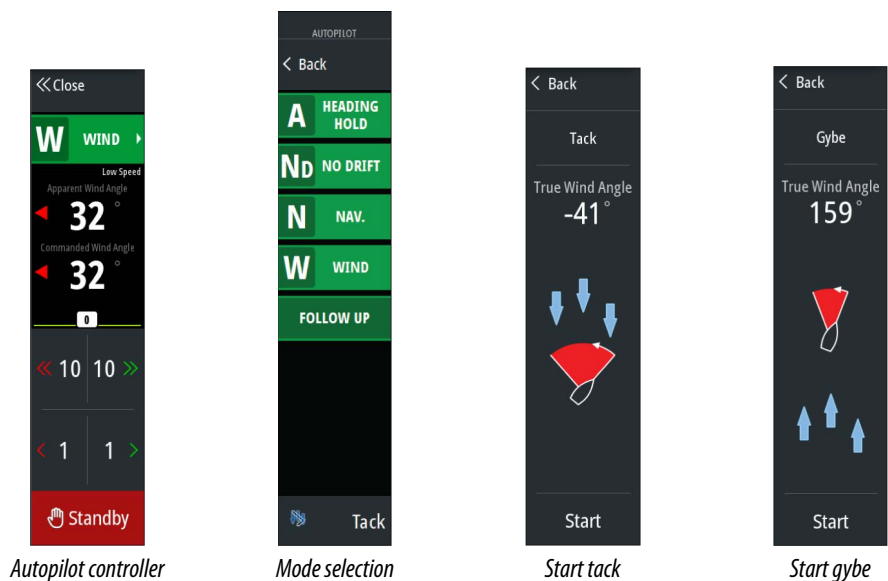 Close
W WIND
Low Speed
Apparent Wind Angle
32°
Commanded Wind Angle
32°
0
10 10
1 1
Standby
Autopilot controller
AUTOPILOT
Back
A HEADING
HOLD
ND NO DRIFT
N NAV.
W WIND
FOLLOW UP
Tack
Mode selection
Back
Tack
True Wind Angle
-41°
Start
Start tack
Back
Gybe
True Wind Angle
159°
Start
Start gybe